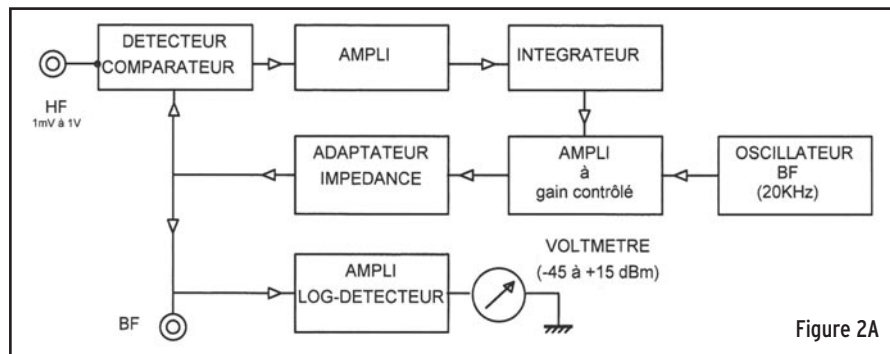 DETECTEUR
COMPARATEUR
AMPLI
INTEGRATEUR
HF
1mV à 1V
ADAPTATEUR
IMPEDANCE
AMPLI
à
gain contrôlé
OSCILLATEUR
BF
(20KHz)
AMPLI
LOG-DETECTEUR
VOLTMETRE
(-45 à +15 dBm)
BF
Figure 2A